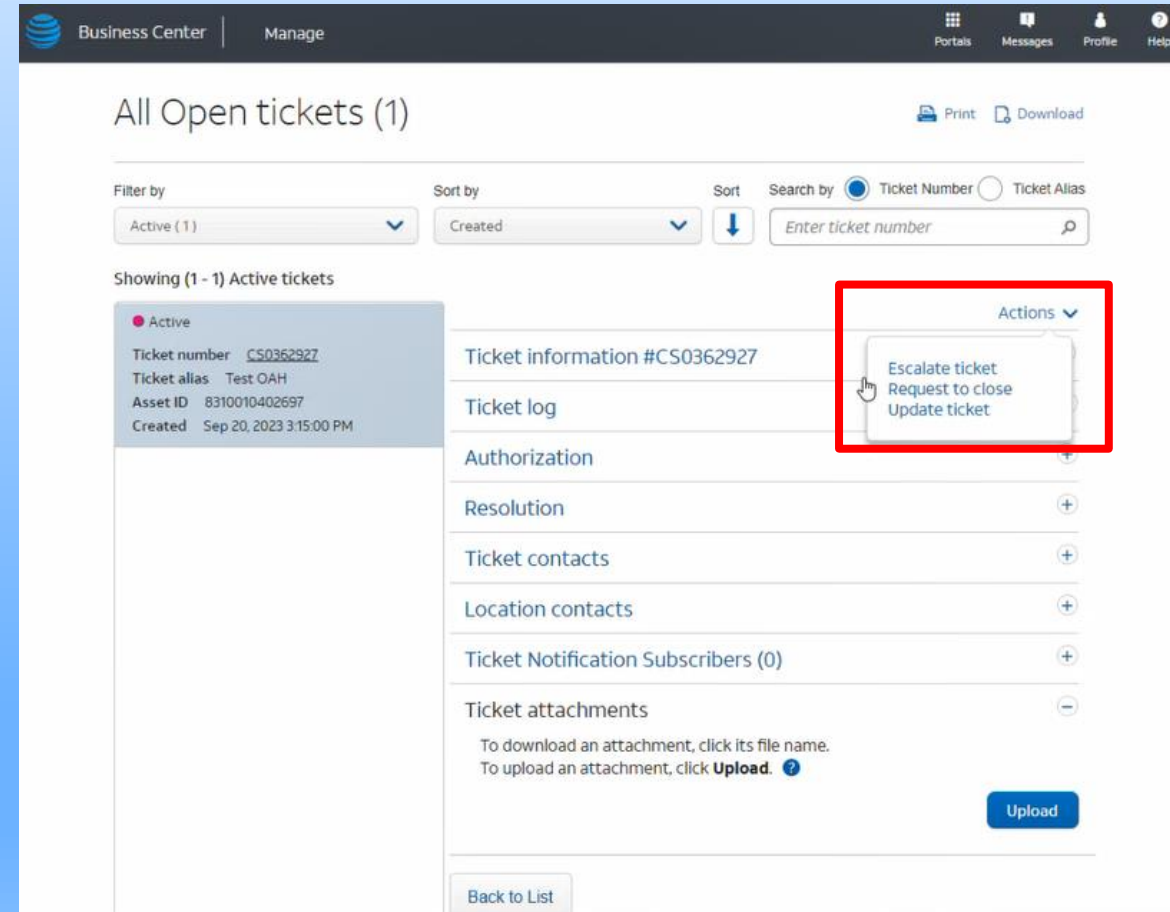 Business Center
Manage
Portals
Messages
Profile
Help
All Open tickets (1)
Print
Download
Filter by
Sort by
Sort
Search by
Ticket Number
Ticket Alias
Active (1)
Created
Enter ticket number
Showing (1 - 1) Active tickets
Active
Ticket number CS0362927
Ticket alias Test OAH
Asset ID 8310010402697
Created Sep 20, 2023 3:15:00 PM
Actions
Escalate ticket
Request to close
Update ticket
Ticket information #CS0362927
Ticket log
Authorization
Resolution
Ticket contacts
Location contacts
Ticket Notification Subscribers (0)
Ticket attachments
To download an attachment, click its file name.
To upload an attachment, click Upload.
Upload
Back to List